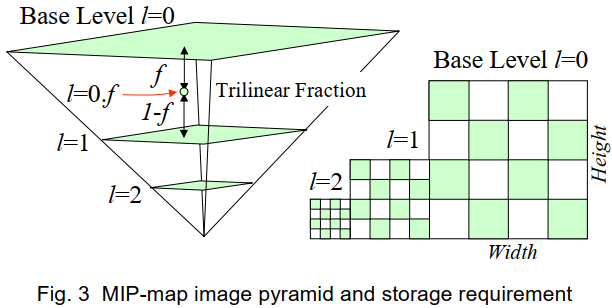 Base Level l=0
f
l=0.f
Trilinear Fraction
1-f
l=1
l=2
Base Level l=0
l=1
l=2
Height
Width
Fig. 3 MIP-map image pyramid and storage requirement